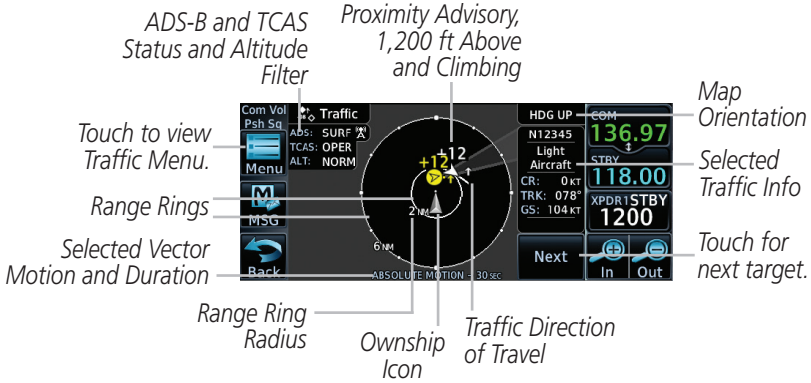 ADS-B and TCAS
Status and Altitude
Filter
Proximity Advisory,
1,200 ft Above
and Climbing
Map
Orientation
Touch to view
Traffic Menu.
Selected
Traffic Info
Range Rings
Selected Vector
Motion and Duration
Touch for
next target.
Range Ring
Radius
Ownship
Icon
Traffic Direction
of Travel
Com Vol
Psh Sq
Menu
MSG
Back
Traffic
ADS: SURF
TCAS: OPER
ALT: NORM
+12
+12
2 NM
6 NM
ABSOLUTE MOTION - 30 SEC
HDG UP
N12345
Light
Aircraft
CR: 0 KT
TRK: 078°
GS: 104 KT
Next
COM
136.97
STBY
118.00
XPDR1 STBY
1200
In
Out